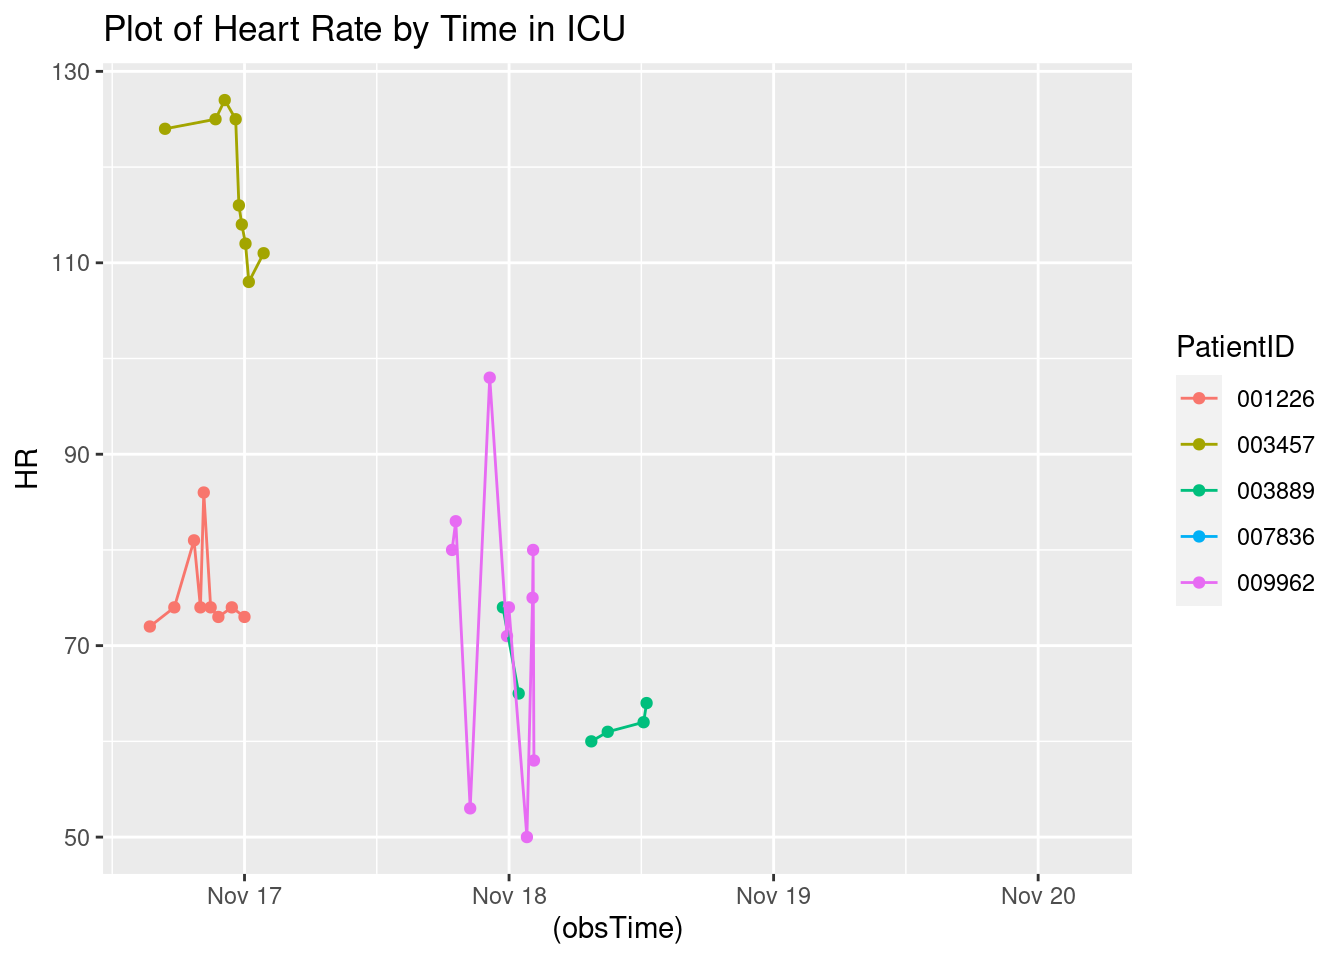 Plot of Heart Rate by Time in ICU
130
110
90
70
50
HR
Nov 17
Nov 18
Nov 19
Nov 20
(obsTime)
PatientID
001226
003457
003889
007836
009962